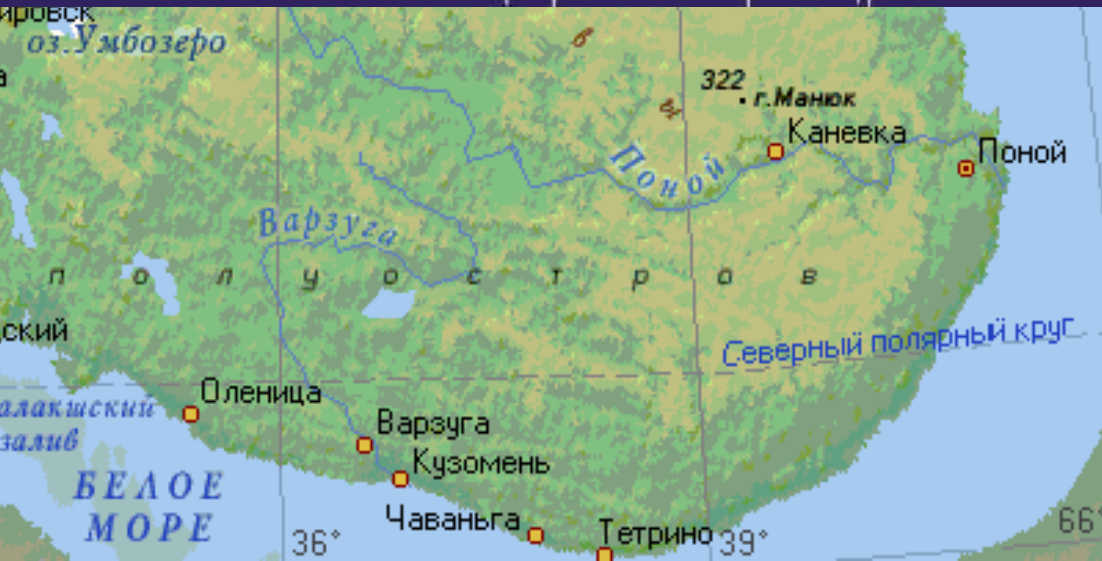 ировск
оз.Умбозеро
322
г.Манюк
Каневка
Поной
Поной
Варзуга
п о л у о с т р о в
ский
Северный полярный круг
Оленица
алакшский
залив
Варзуга
Кузомень
БЕЛОЕ
МОРЕ
Чаваньга
Тетрино
36°
39°
66°